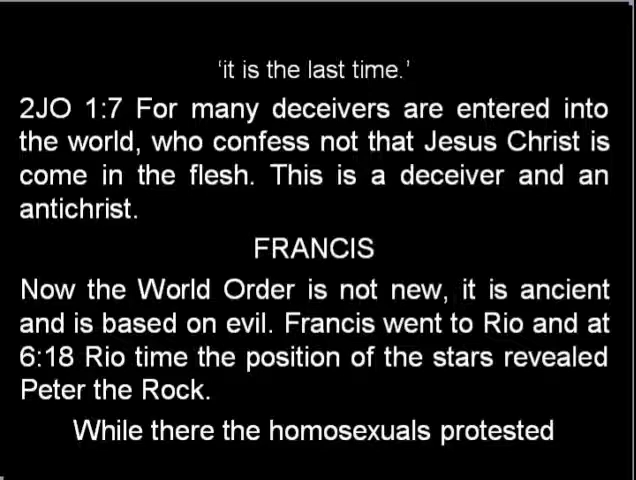 ‘it is the last time.’
2JO 1:7 For many deceivers are entered into
the world, who confess not that Jesus Christ is
come in the flesh. This is a deceiver and an
antichrist.
FRANCIS
Now the World Order is not new, it is ancient
and is based on evil. Francis went to Rio and at
6:18 Rio time the position of the stars revealed
Peter the Rock.
While there the homosexuals protested